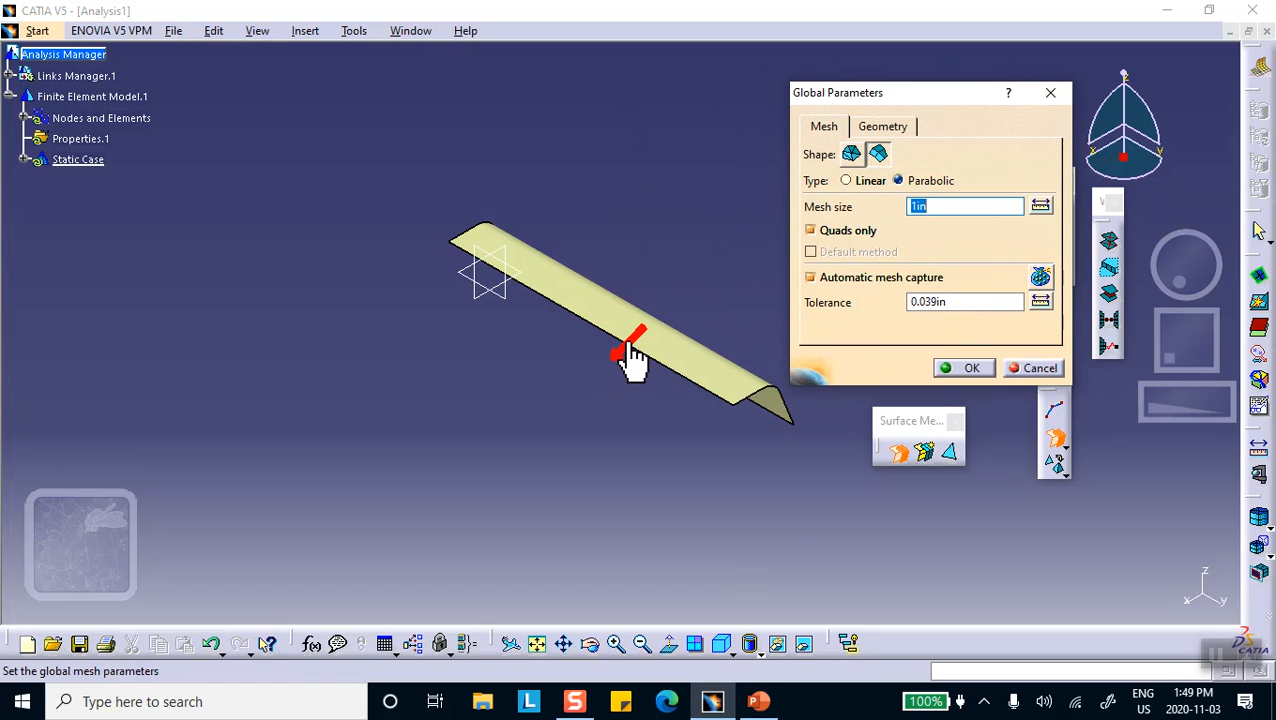 CATIA V5 - [Analysis1]
Start
ENOVIA V5 VPM
File
Edit
View
Insert
Tools
Window
Help
Analysis Manager
Links Manager.1
Finite Element Model.1
Nodes and Elements
Properties.1
Static Case
Global Parameters
?
Mesh
Geometry
Shape:
Type:
Linear
Parabolic
Mesh size
1in
Quads only
Default method
Automatic mesh capture
Tolerance
0.039in
OK
Cancel
Surface Me...
z
x
y
z
x
y
f(x)
CATIA
Set the global mesh parameters
Type here to search
L
S
100%
ENG
US
1:49 PM
2020-11-03